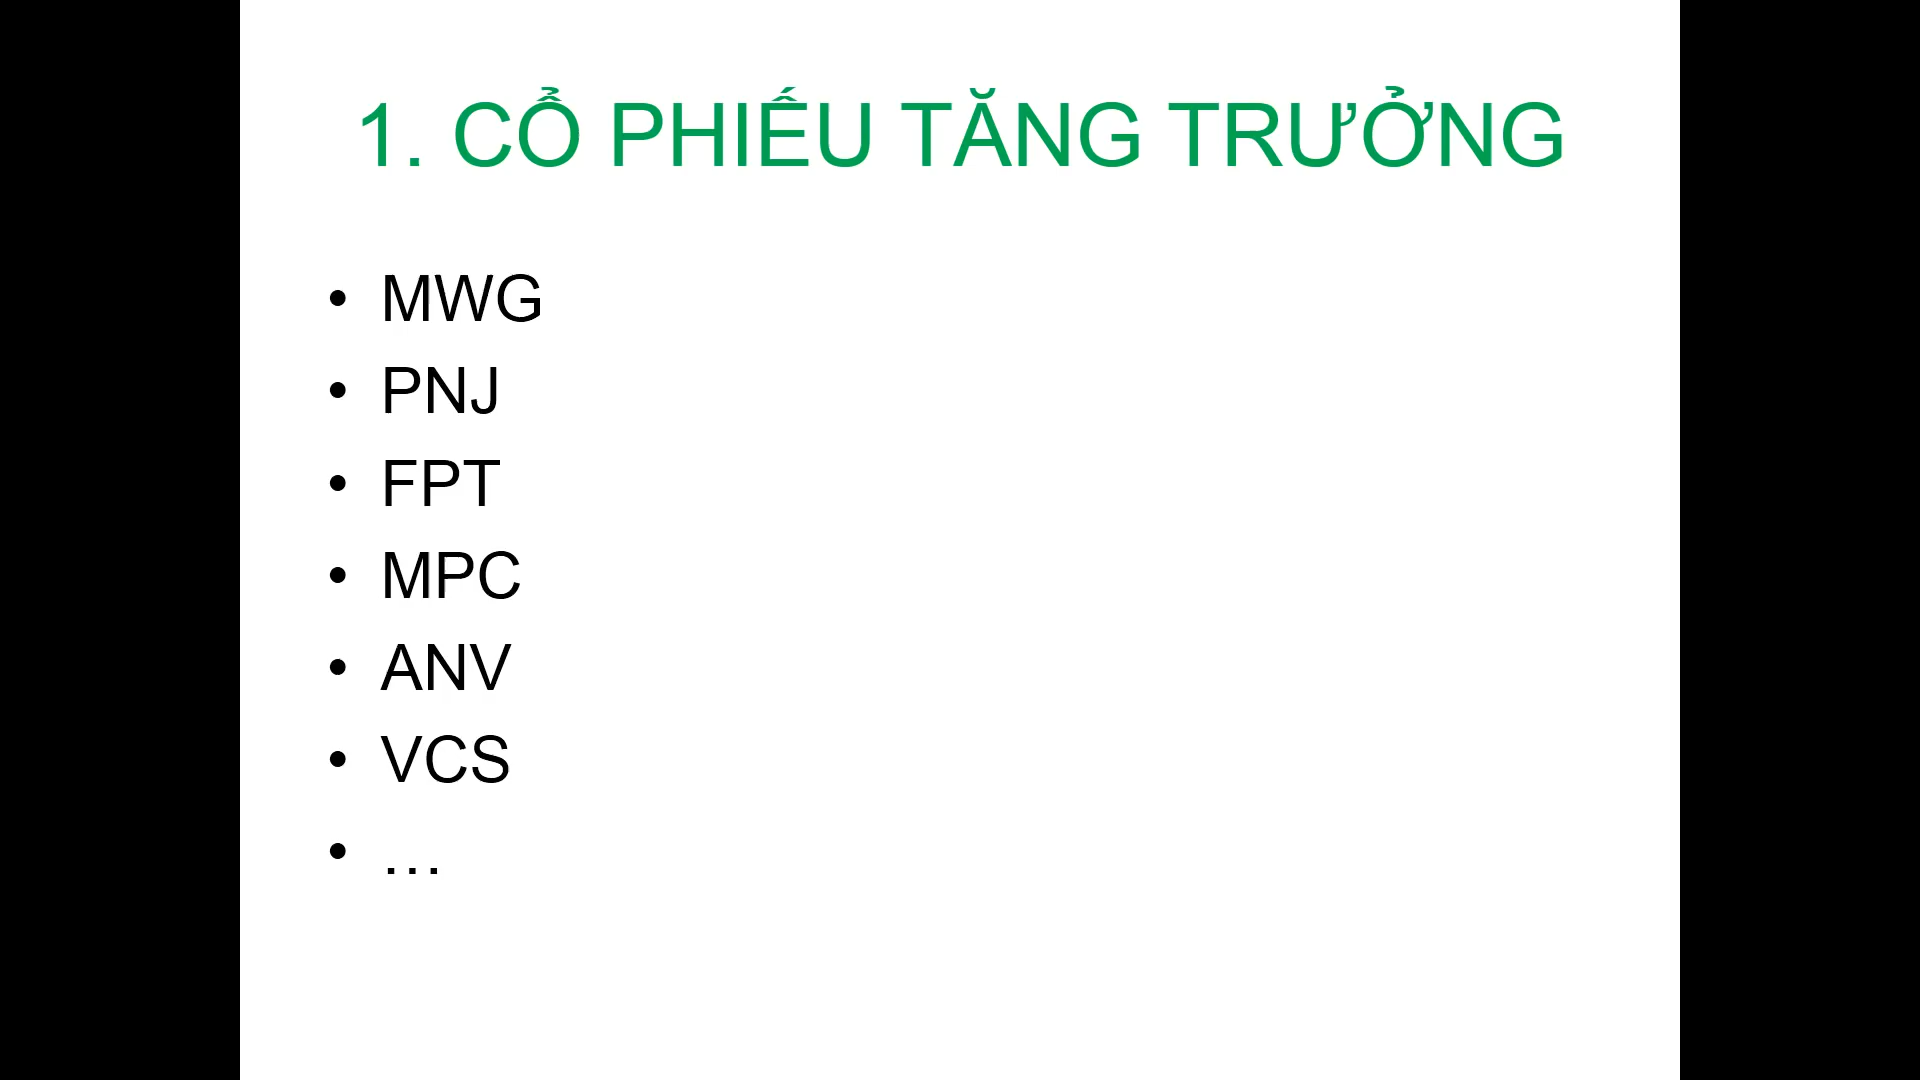 1. CỔ PHIẾU TĂNG TRƯỞNG
• MWG
• PNJ
• FPT
• MPC
• ANV
• VCS
• …